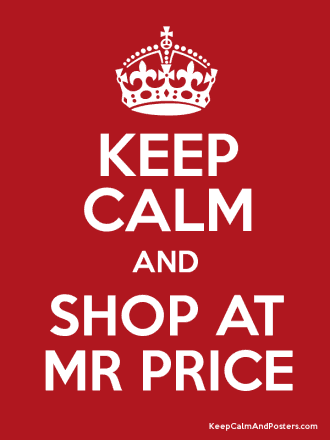 KEEP
CALM
AND
SHOP AT
MR PRICE
KeepCalmAndPosters.com